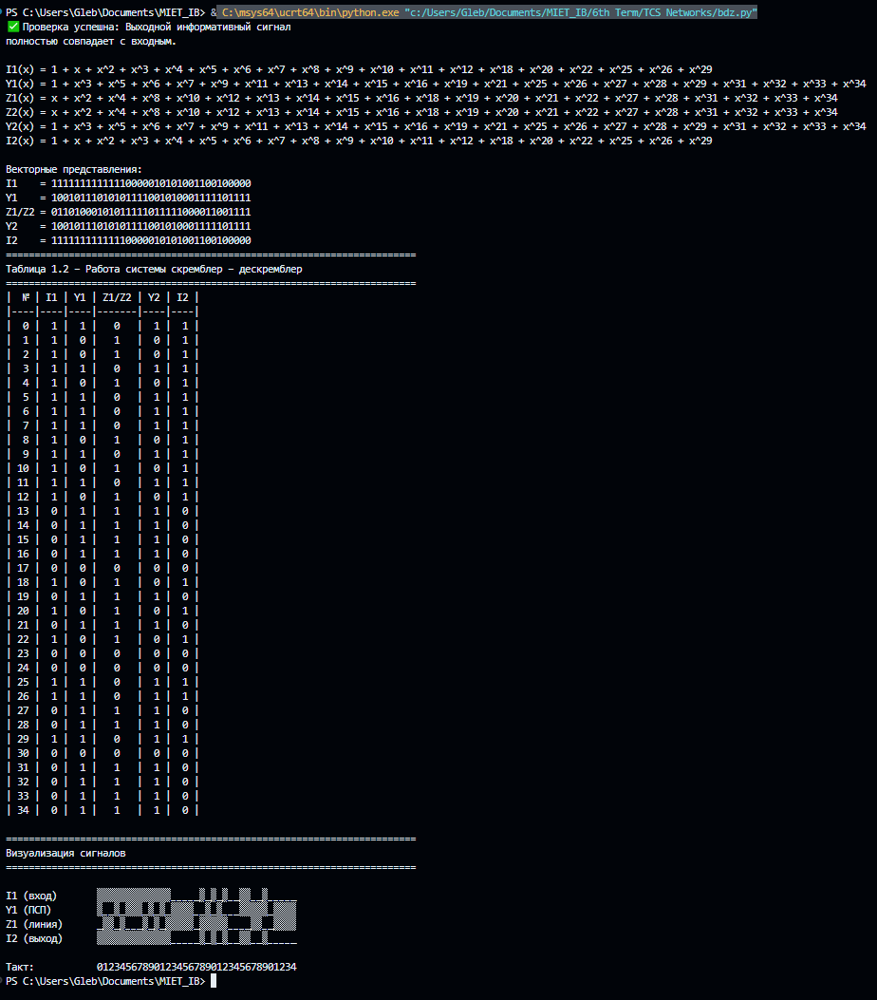 PS C:\Users\Gleb\Documents\MIET_IB> & C:\msys64\ucrt64\bin\python.exe "c:/Users/Gleb/Documents/MIET_IB/6th Term/TCS Networks/bdz.py"
✅ Проверка успешна: Выходной информативный сигнал
полностью совпадает с входным.
I1(x) = 1 + x + x^2 + x^3 + x^4 + x^5 + x^6 + x^7 + x^8 + x^9 + x^10 + x^11 + x^12 + x^18 + x^20 + x^22 + x^25 + x^26 + x^29
Y1(x) = 1 + x^3 + x^5 + x^6 + x^7 + x^9 + x^11 + x^13 + x^14 + x^15 + x^16 + x^19 + x^21 + x^25 + x^26 + x^27 + x^28 + x^29 + x^31 + x^32 + x^33 + x^34
Z1(x) = x + x^2 + x^4 + x^8 + x^10 + x^12 + x^13 + x^14 + x^15 + x^16 + x^18 + x^19 + x^20 + x^21 + x^22 + x^27 + x^28 + x^31 + x^32 + x^33 + x^34
Z2(x) = x + x^2 + x^4 + x^8 + x^10 + x^12 + x^13 + x^14 + x^15 + x^16 + x^18 + x^19 + x^20 + x^21 + x^22 + x^27 + x^28 + x^31 + x^32 + x^33 + x^34
Y2(x) = 1 + x^3 + x^5 + x^6 + x^7 + x^9 + x^11 + x^13 + x^14 + x^15 + x^16 + x^19 + x^21 + x^25 + x^26 + x^27 + x^28 + x^29 + x^31 + x^32 + x^33 + x^34
I2(x) = 1 + x + x^2 + x^3 + x^4 + x^5 + x^6 + x^7 + x^8 + x^9 + x^10 + x^11 + x^12 + x^18 + x^20 + x^22 + x^25 + x^26 + x^29
Векторные представления:
I1    = 11111111111110000010101001100100000
Y1    = 10010111010101111001010001111101111
Z1/Z2 = 01101000101011111011111000011001111
Y2    = 10010111010101111001010001111101111
I2    = 11111111111110000010101001100100000
========================================================================
Таблица 1.2 – Работа системы скремблер – дескремблер
========================================================================
|  № | I1 | Y1 | Z1/Z2 | Y2 | I2 |
|----|----|----|-------|----|----|
|  0 |  1 |  1 |   0   |  1 |  1 |
|  1 |  1 |  0 |   1   |  0 |  1 |
|  2 |  1 |  0 |   1   |  0 |  1 |
|  3 |  1 |  1 |   0   |  1 |  1 |
|  4 |  1 |  0 |   1   |  0 |  1 |
|  5 |  1 |  1 |   0   |  1 |  1 |
|  6 |  1 |  1 |   0   |  1 |  1 |
|  7 |  1 |  1 |   0   |  1 |  1 |
|  8 |  1 |  0 |   1   |  0 |  1 |
|  9 |  1 |  1 |   0   |  1 |  1 |
| 10 |  1 |  0 |   1   |  0 |  1 |
| 11 |  1 |  1 |   0   |  1 |  1 |
| 12 |  1 |  0 |   1   |  0 |  1 |
| 13 |  0 |  1 |   1   |  1 |  0 |
| 14 |  0 |  1 |   1   |  1 |  0 |
| 15 |  0 |  1 |   1   |  1 |  0 |
| 16 |  0 |  1 |   1   |  1 |  0 |
| 17 |  0 |  0 |   0   |  0 |  0 |
| 18 |  1 |  0 |   1   |  0 |  1 |
| 19 |  0 |  1 |   1   |  1 |  0 |
| 20 |  1 |  0 |   1   |  0 |  1 |
| 21 |  0 |  1 |   1   |  1 |  0 |
| 22 |  1 |  0 |   1   |  0 |  1 |
| 23 |  0 |  0 |   0   |  0 |  0 |
| 24 |  0 |  0 |   0   |  0 |  0 |
| 25 |  1 |  1 |   0   |  1 |  1 |
| 26 |  1 |  1 |   0   |  1 |  1 |
| 27 |  0 |  1 |   1   |  1 |  0 |
| 28 |  0 |  1 |   1   |  1 |  0 |
| 29 |  1 |  1 |   0   |  1 |  1 |
| 30 |  0 |  0 |   0   |  0 |  0 |
| 31 |  0 |  1 |   1   |  1 |  0 |
| 32 |  0 |  1 |   1   |  1 |  0 |
| 33 |  0 |  1 |   1   |  1 |  0 |
| 34 |  0 |  1 |   1   |  1 |  0 |
========================================================================
Визуализация сигналов
========================================================================
I1 (вход)       ▒▒▒▒▒▒▒▒▒▒▒▒▒_____▒_▒_▒__▒▒__▒_____
Y1 (ПСП)        ▒__▒_▒▒▒_▒_▒_▒▒▒▒__▒_▒___▒▒▒▒▒_▒▒▒▒
Z1 (линия)      _▒▒_▒___▒_▒_▒▒▒▒▒_▒▒▒▒▒____▒▒__▒▒▒▒
I2 (выход)      ▒▒▒▒▒▒▒▒▒▒▒▒▒_____▒_▒_▒__▒▒__▒_____
Такт:           01234567890123456789012345678901234
PS C:\Users\Gleb\Documents\MIET_IB>